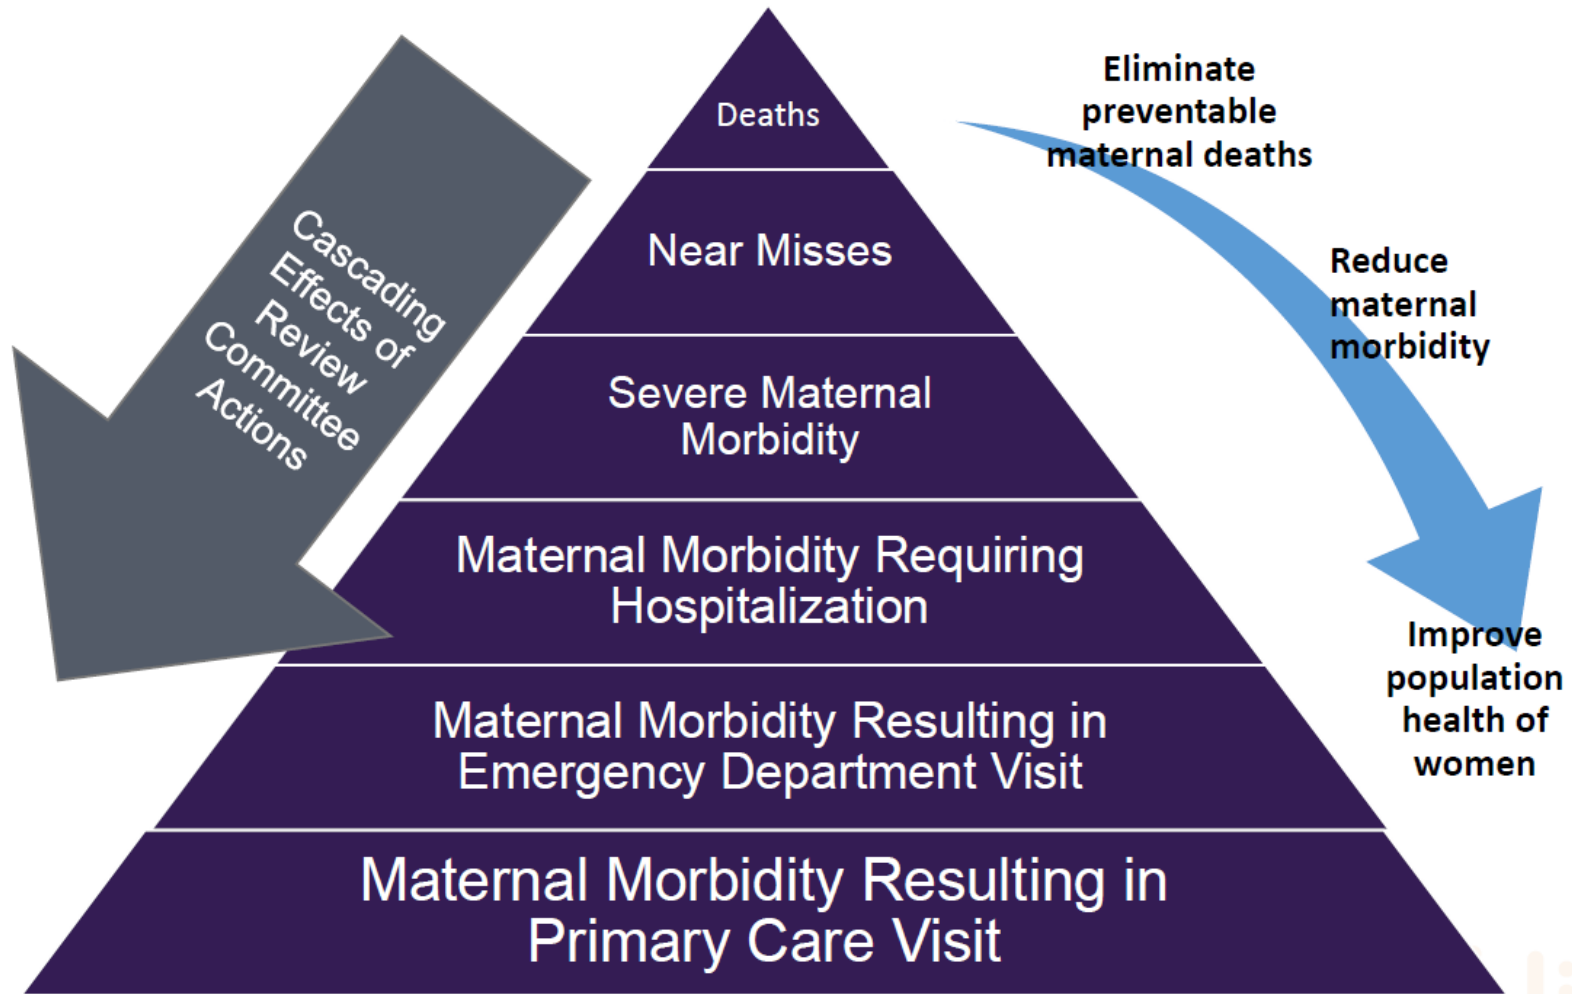 Deaths
Near Misses
Severe Maternal
Morbidity
Maternal Morbidity Requiring
Hospitalization
Maternal Morbidity Resulting in
Emergency Department Visit
Maternal Morbidity Resulting in
Primary Care Visit
Cascading
Effects of
Review
Committee
Actions
Eliminate
preventable
maternal deaths
Reduce
maternal
morbidity
Improve
population
health of
women